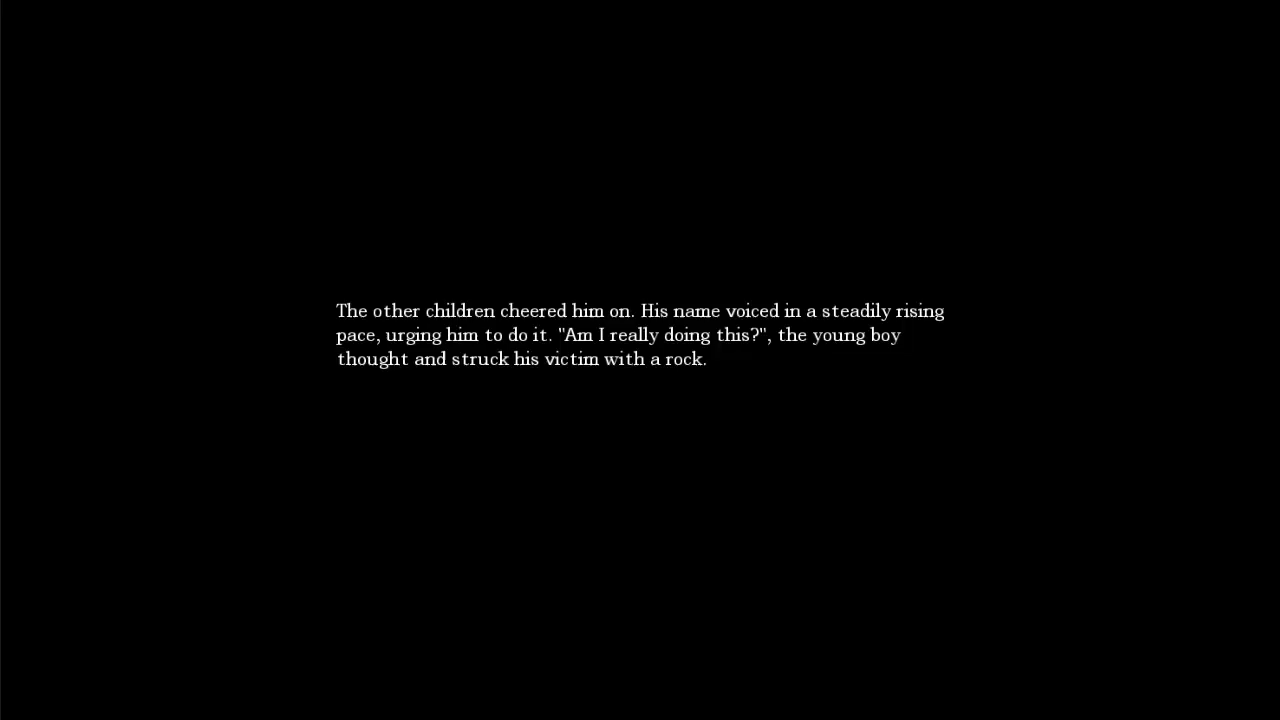 The other children cheered him on. His name voiced in a steadily rising
pace, urging him to do it. "Am I really doing this?", the young boy
thought and struck his victim with a rock.